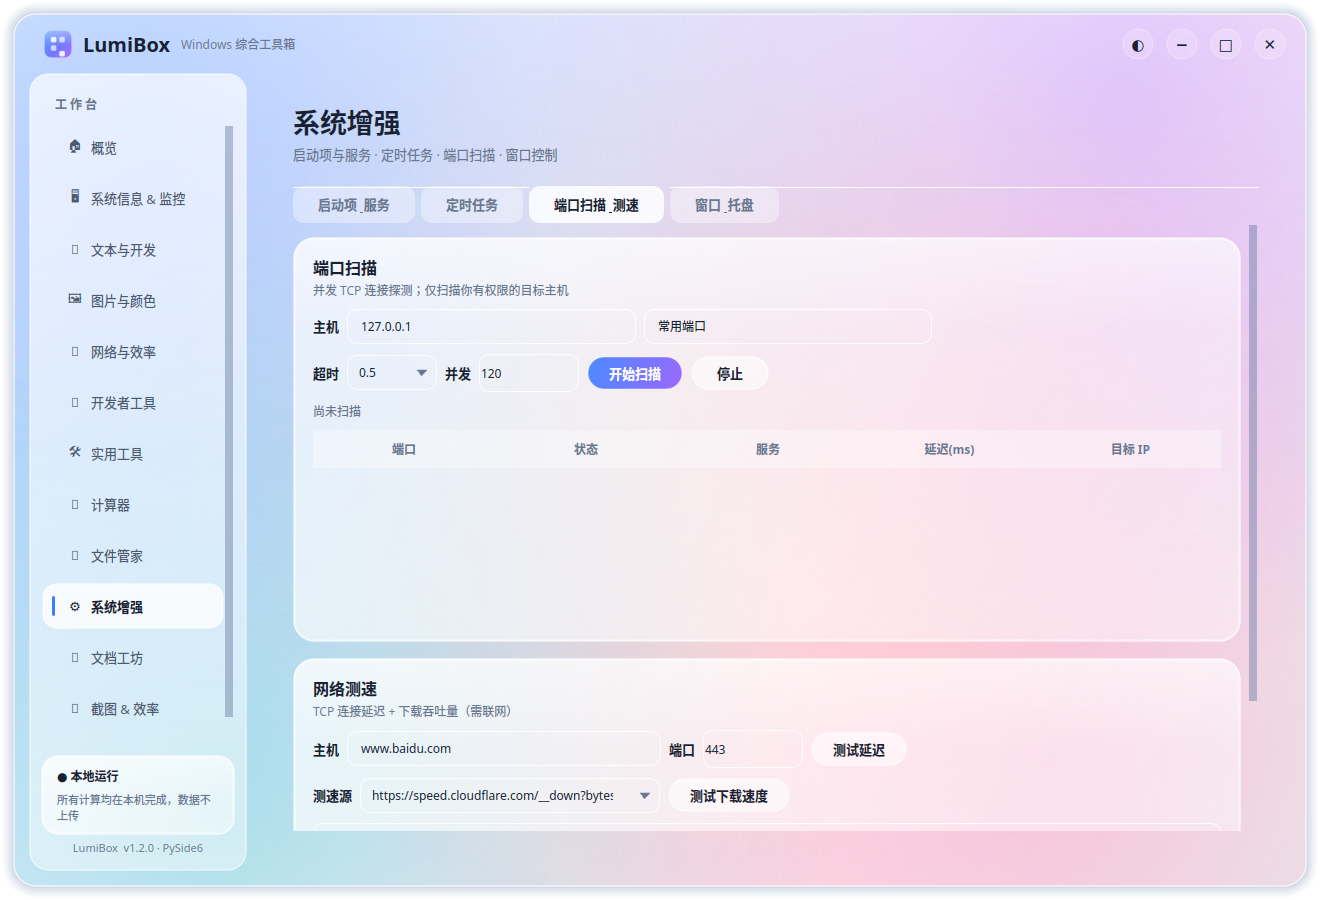 LumiBox Windows 综合工具箱
工作台
概览
系统信息 & 监控
文本与开发
图片与颜色
网络与效率
开发者工具
实用工具
计算器
文件管家
系统增强
文档工坊
截图 & 效率
● 本地运行
所有计算均在本机完成，数据不
上传
LumiBox v1.2.0 · PySide6
系统增强
启动项与服务 · 定时任务 · 端口扫描 · 窗口控制
启动项_服务 定时任务 端口扫描_测速 窗口_托盘
端口扫描
并发 TCP 连接探测；仅扫描你有权限的目标主机
主机 127.0.0.1 常用端口
超时 0.5 并发 120 开始扫描 停止
尚未扫描
端口 状态 服务 延迟(ms) 目标 IP
网络测速
TCP 连接延迟 + 下载吞吐量（需联网）
主机 www.baidu.com 端口 443 测试延迟
测速源 https://speed.cloudflare.com/__down?bytes 测试下载速度